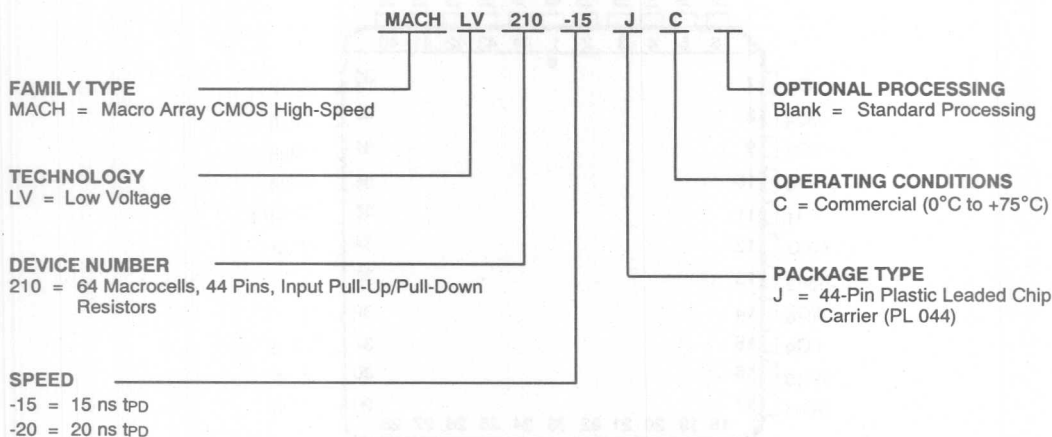 MACH LV 210 -15 J C
FAMILY TYPE
MACH = Macro Array CMOS High-Speed
TECHNOLOGY
LV = Low Voltage
DEVICE NUMBER
210 = 64 Macrocells, 44 Pins, Input Pull-Up/Pull-Down
Resistors
SPEED
-15 = 15 ns tPD
-20 = 20 ns tPD
OPTIONAL PROCESSING
Blank = Standard Processing
OPERATING CONDITIONS
C = Commercial (0°C to +75°C)
PACKAGE TYPE
J = 44-Pin Plastic Leaded Chip
Carrier (PL 044)